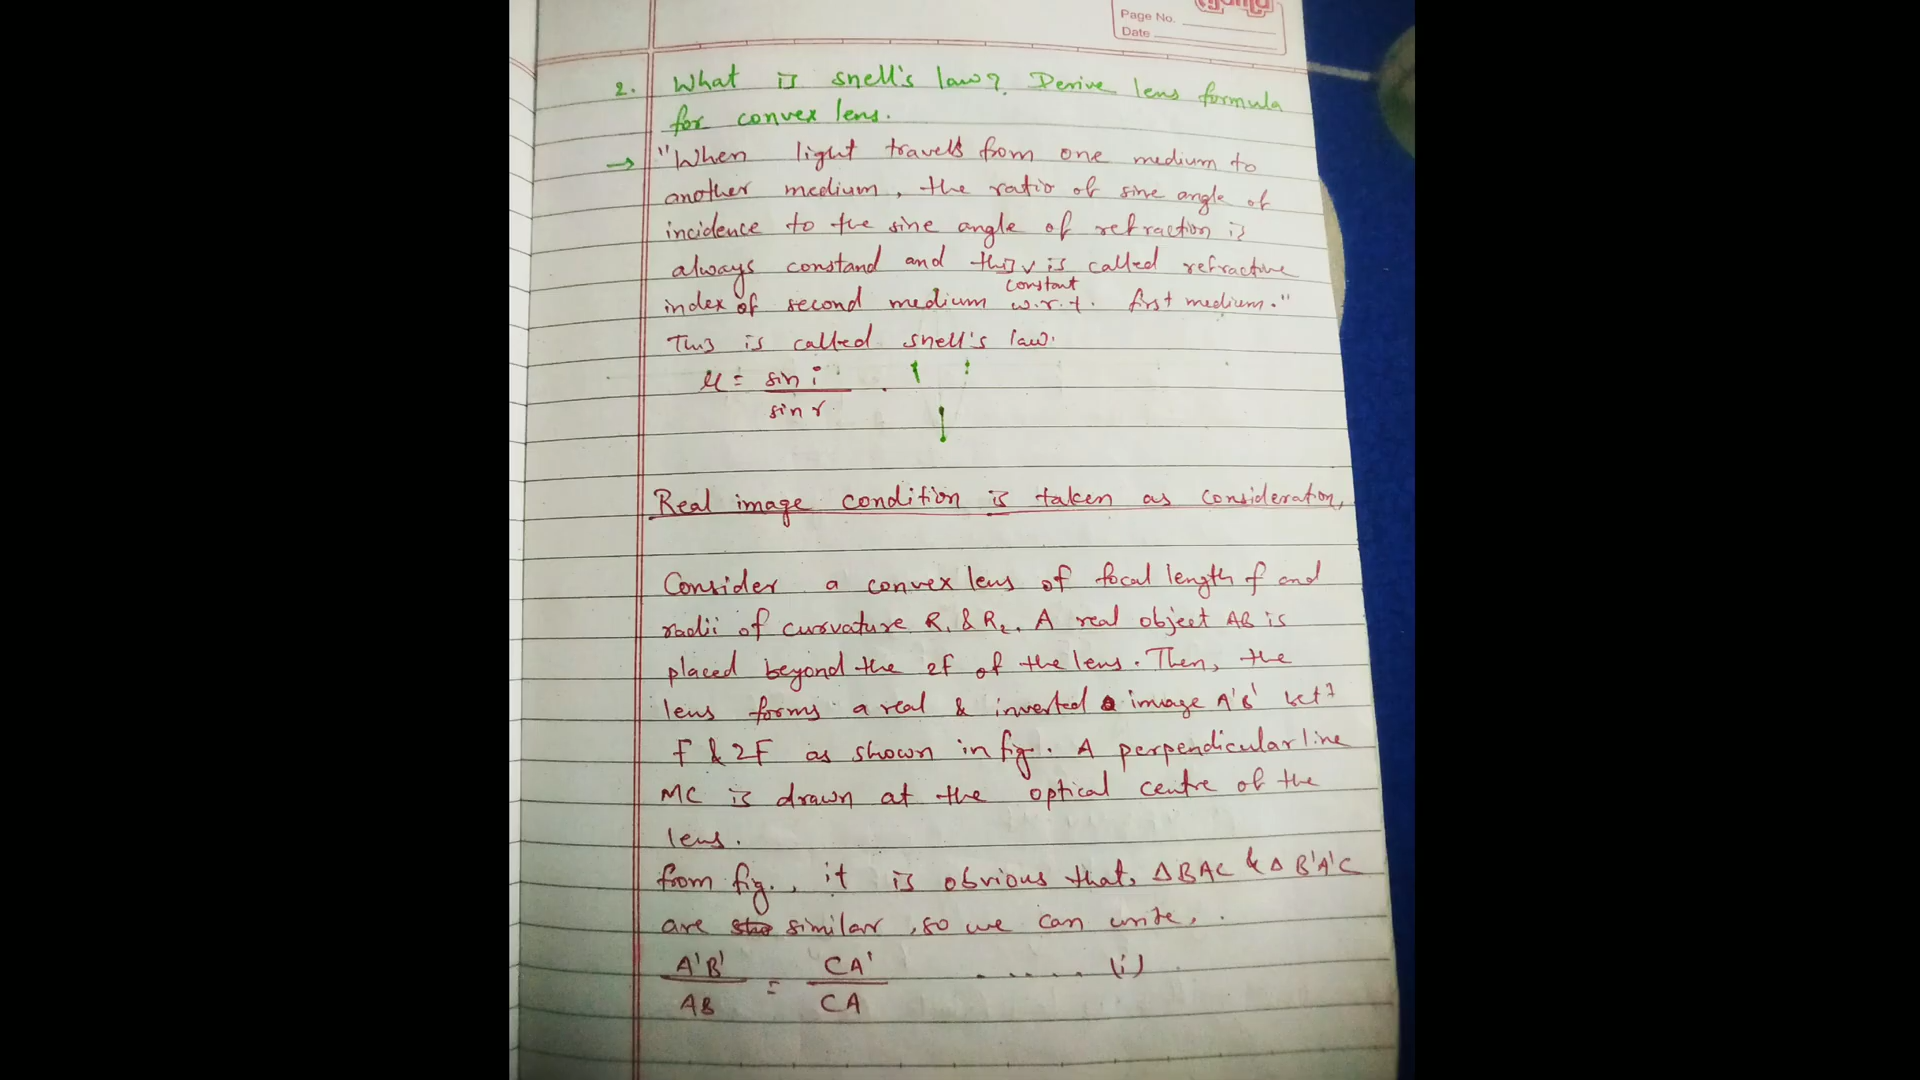 Page No.
Date
2. What is snell's law? Derive lens formula
for convex lens.
→ "When light travels from one medium to
another medium, the ratio of sine angle of
incidence to the sine angle of refraction is
always constand and this constant is called refractive
index of second medium w.r.t. first medium."
This is called snell's law.
μ = sin i / sin r
Real image condition is taken as consideration,
Consider a convex lens of focal length f and
radii of curvature R₁ & R₂. A real object AB is
placed beyond the 2F of the lens. Then, the
lens forms a real & inverted image A'B' betⁿ
F & 2F as shown in fig. A perpendicular line
MC is drawn at the optical centre of the
lens.
from fig., it is obvious that, ΔBAC & ΔB'A'C
are similar, so we can write,
A'B' / AB = CA' / CA ....... (i)